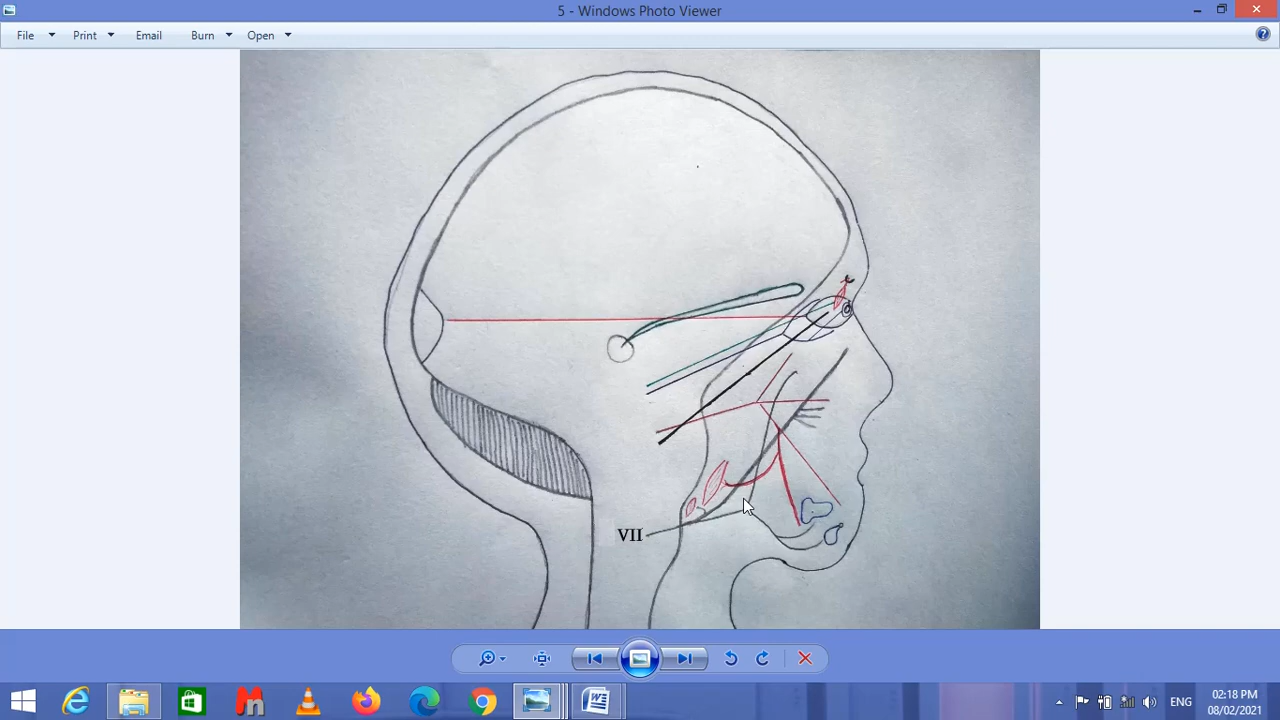 5 - Windows Photo Viewer
File Print Email Burn Open
VII
ENG
02:18 PM
08/02/2021